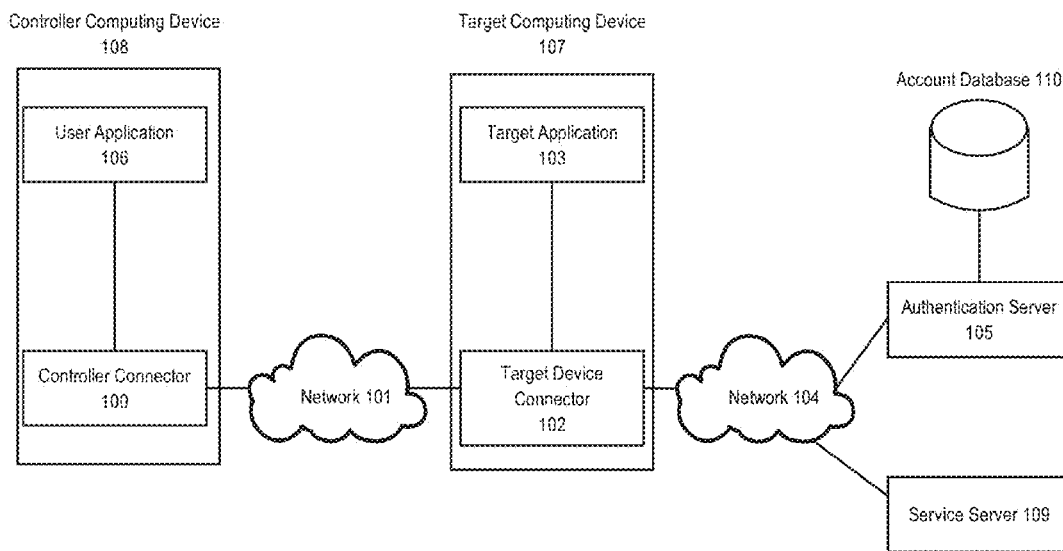 Controller Computing Device
108
Target Computing Device
107
Account Database 110
User Application
106
Target Application
103
Authentication Server
105
Controller Connector
100
Network 101
Target Device
Connector
102
Network 104
Service Server 109